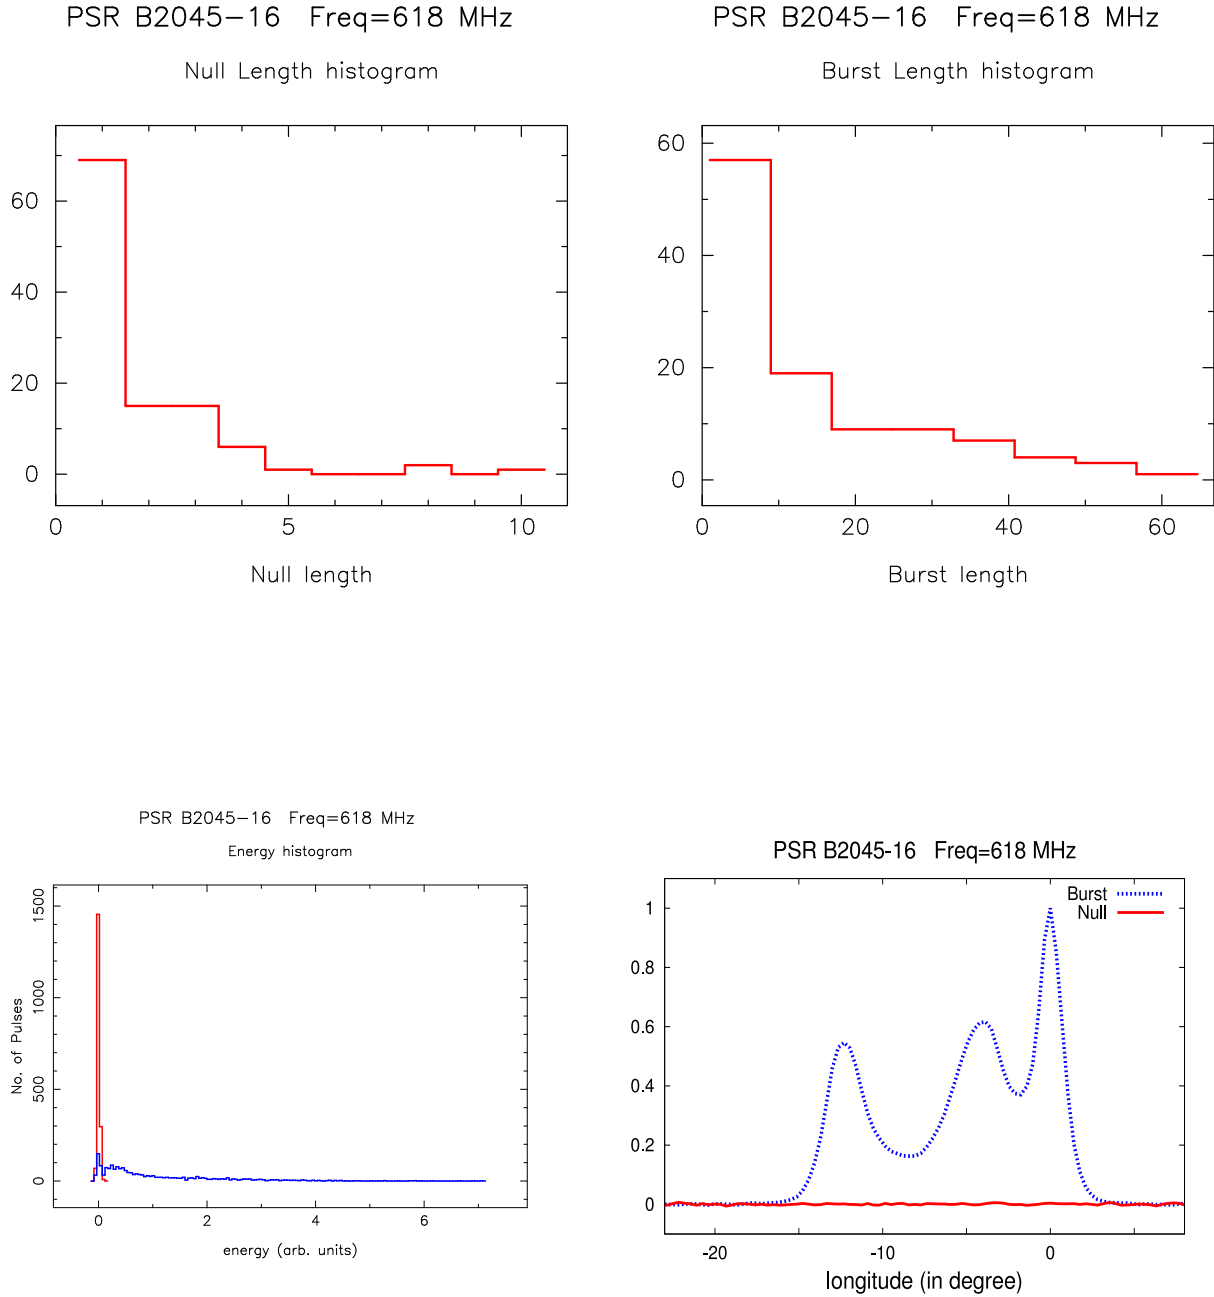 PSR B2045−16 Freq=618 MHz
Null Length histogram
60
40
20
0
0 5 10
Null length
PSR B2045−16 Freq=618 MHz
Burst Length histogram
60
40
20
0
0 20 40 60
Burst length
PSR B2045−16 Freq=618 MHz
Energy histogram
No. of Pulses
1500
1000
500
0
0 2 4 6
energy (arb. units)
PSR B2045-16 Freq=618 MHz
Burst
Null
1
0.8
0.6
0.4
0.2
0
-20 -10 0
longitude (in degree)